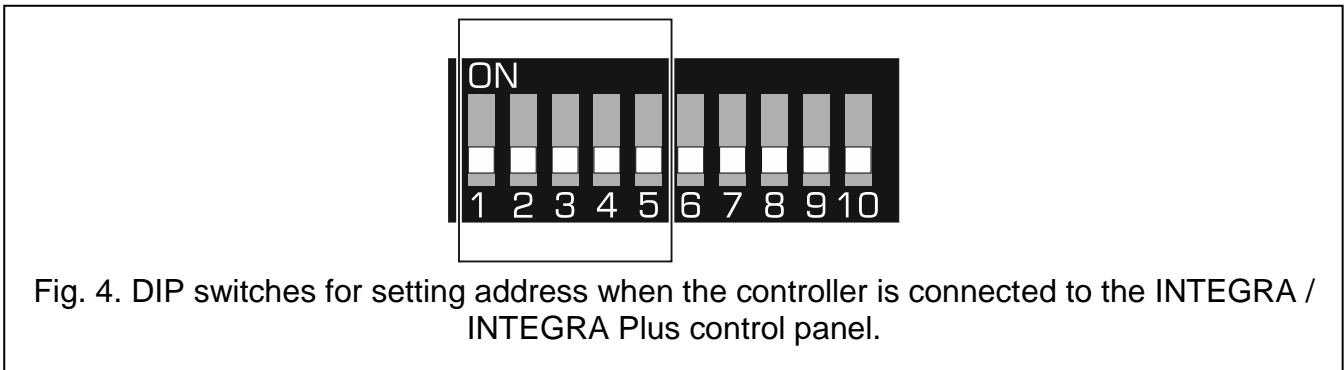 ON
1 2 3 4 5 6 7 8 9 10
Fig. 4. DIP switches for setting address when the controller is connected to the INTEGRA /
INTEGRA Plus control panel.